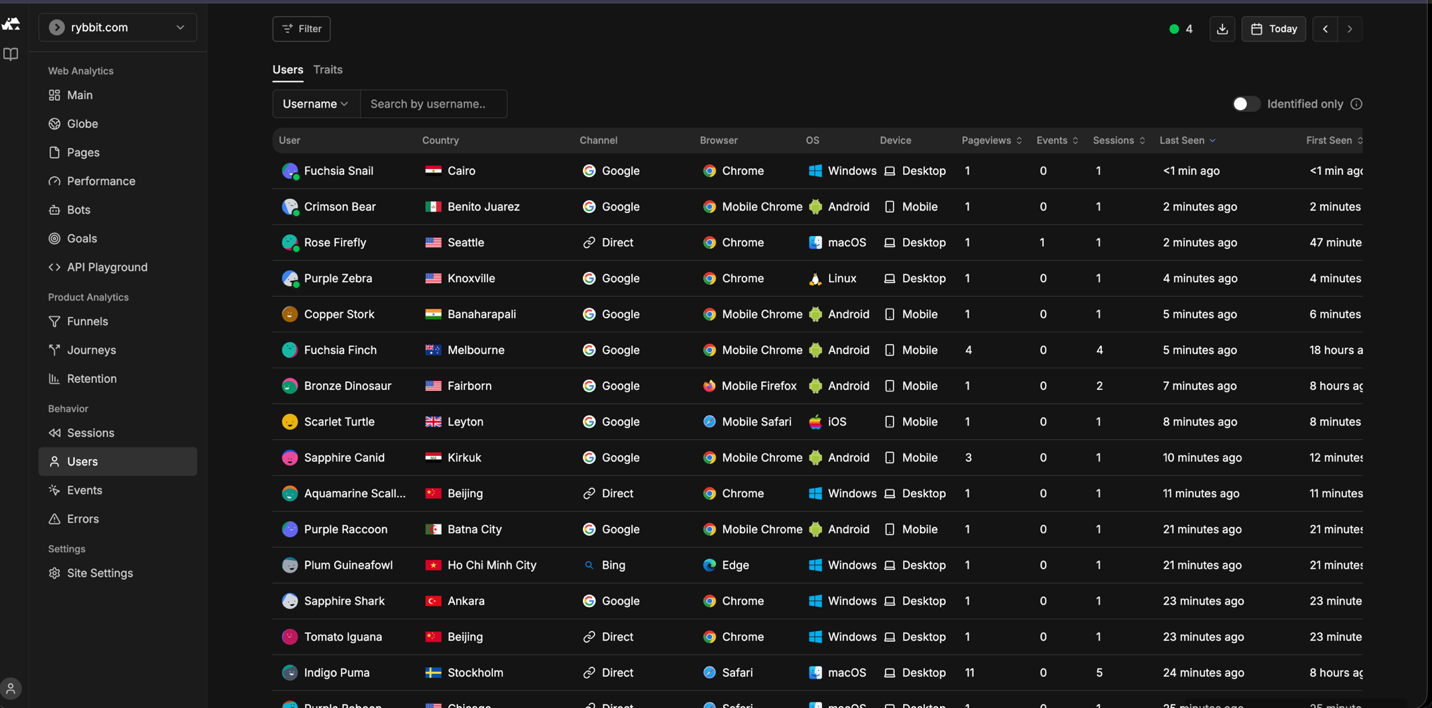 rybbit.com
Filter
4
Today
Web Analytics
Main
Globe
Pages
Performance
Bots
Goals
API Playground
Product Analytics
Funnels
Journeys
Retention
Behavior
Sessions
Users
Events
Errors
Settings
Site Settings
Users Traits
Username Search by username..
Identified only
User Country Channel Browser OS Device Pageviews Events Sessions Last Seen First Seen
Fuchsia Snail Cairo Google Chrome Windows Desktop 1 0 1 <1 min ago <1 min ago
Crimson Bear Benito Juarez Google Mobile Chrome Android Mobile 1 0 1 2 minutes ago 2 minutes
Rose Firefly Seattle Direct Chrome macOS Desktop 1 1 1 2 minutes ago 47 minute
Purple Zebra Knoxville Google Chrome Linux Desktop 1 0 1 4 minutes ago 4 minutes
Copper Stork Banaharapali Google Mobile Chrome Android Mobile 1 0 1 5 minutes ago 6 minutes
Fuchsia Finch Melbourne Google Mobile Chrome Android Mobile 4 0 4 5 minutes ago 18 hours a
Bronze Dinosaur Fairborn Google Mobile Firefox Android Mobile 1 0 2 7 minutes ago 8 hours ag
Scarlet Turtle Leyton Google Mobile Safari iOS Mobile 1 0 1 8 minutes ago 8 minutes
Sapphire Canid Kirkuk Google Mobile Chrome Android Mobile 3 0 1 10 minutes ago 12 minutes
Aquamarine Scall... Beijing Direct Chrome Windows Desktop 1 0 1 11 minutes ago 11 minutes
Purple Raccoon Batna City Google Mobile Chrome Android Mobile 1 0 1 21 minutes ago 21 minutes
Plum Guineafowl Ho Chi Minh City Bing Edge Windows Desktop 1 0 1 21 minutes ago 21 minutes
Sapphire Shark Ankara Google Chrome Windows Desktop 1 0 1 23 minutes ago 23 minute
Tomato Iguana Beijing Direct Chrome Windows Desktop 1 0 1 23 minutes ago 23 minute
Indigo Puma Stockholm Direct Safari macOS Desktop 11 0 5 24 minutes ago 8 hours ag